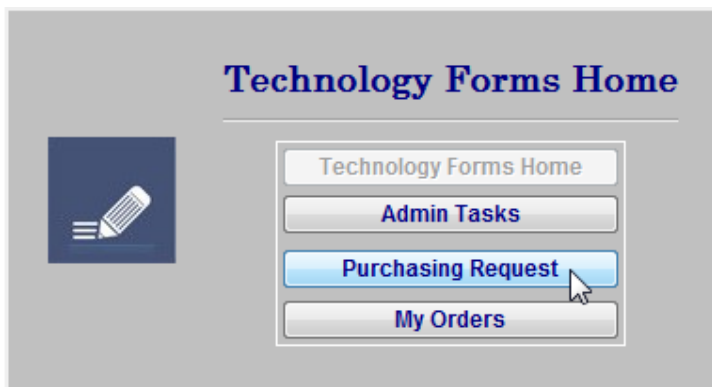 Technology Forms Home
Technology Forms Home
Admin Tasks
Purchasing Request
My Orders